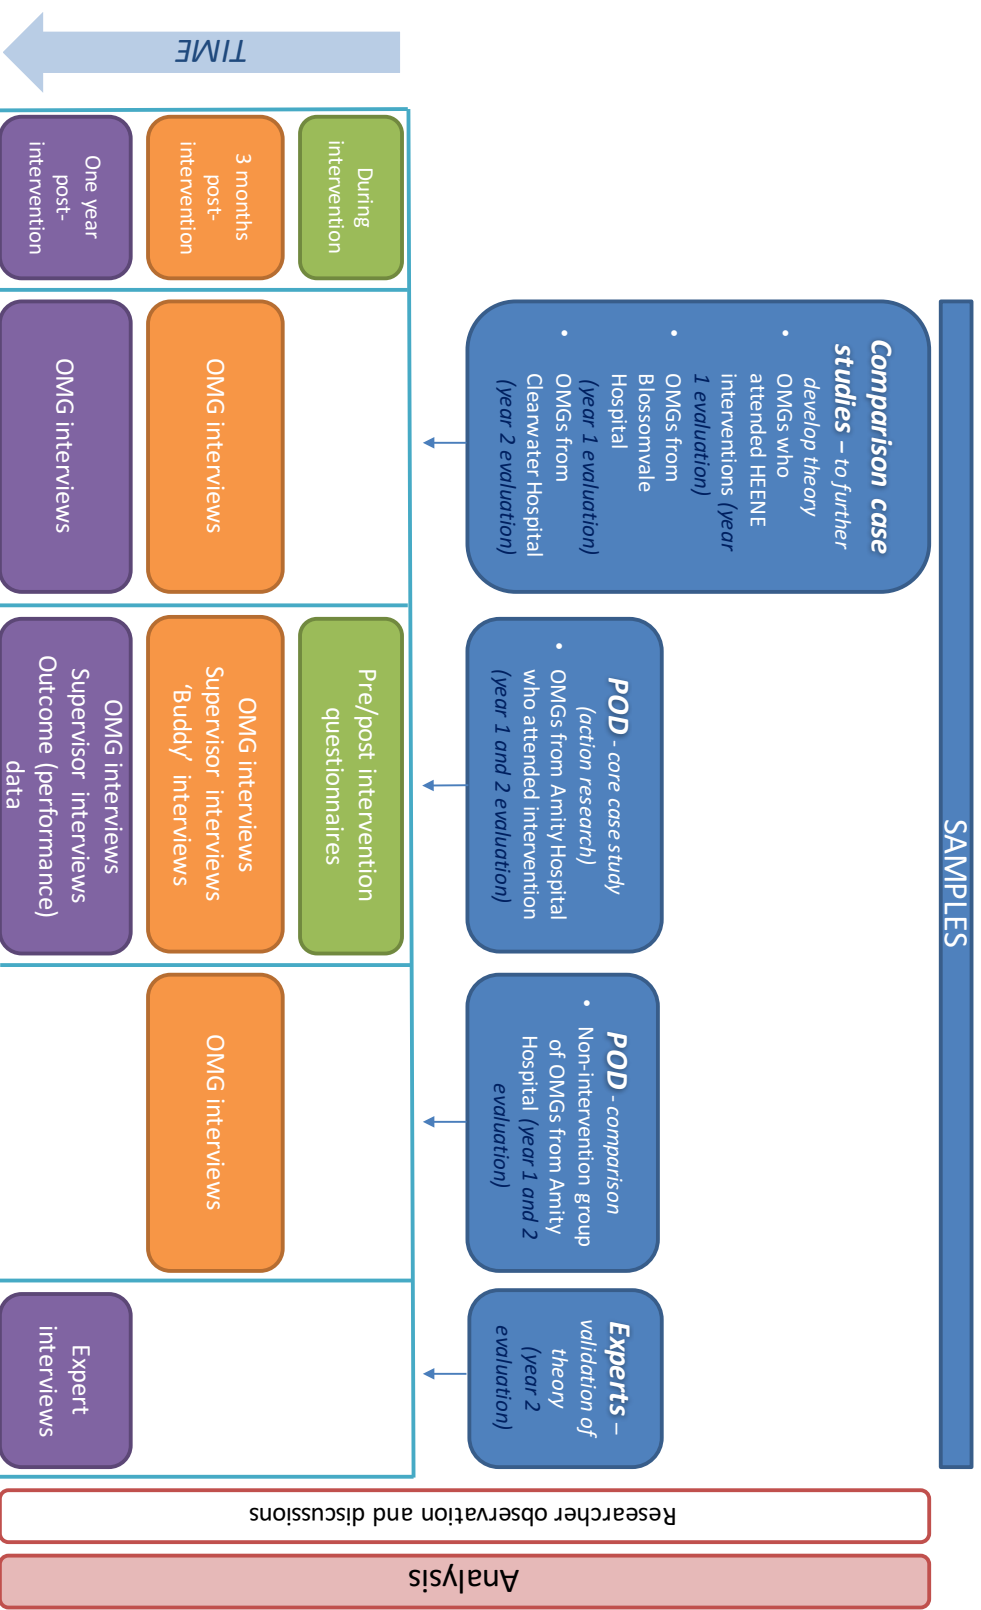 SAMPLES
Comparison case
studies – to further
develop theory
• OMGs who
attended HEENE
interventions (year
1 evaluation)
• OMGs from
Blossomvale
Hospital
(year 1 evaluation)
• OMGs from
Clearwater Hospital
(year 2 evaluation)
POD - core case study
(action research)
• OMGs from Amity Hospital
who attended intervention
(year 1 and 2 evaluation)
POD - comparison
• Non-intervention group
of OMGs from Amity
Hospital (year 1 and 2
evaluation)
Experts –
validation of
theory
(year 2
evaluation)
TIME
During
intervention
Pre/post intervention
questionnaires
3 months
post-
intervention
OMG interviews
OMG interviews
Supervisor interviews
‘Buddy’ interviews
OMG interviews
One year
post-
intervention
OMG interviews
OMG interviews
Supervisor interviews
Outcome (performance)
data
Expert
interviews
Researcher observation and discussions
Analysis